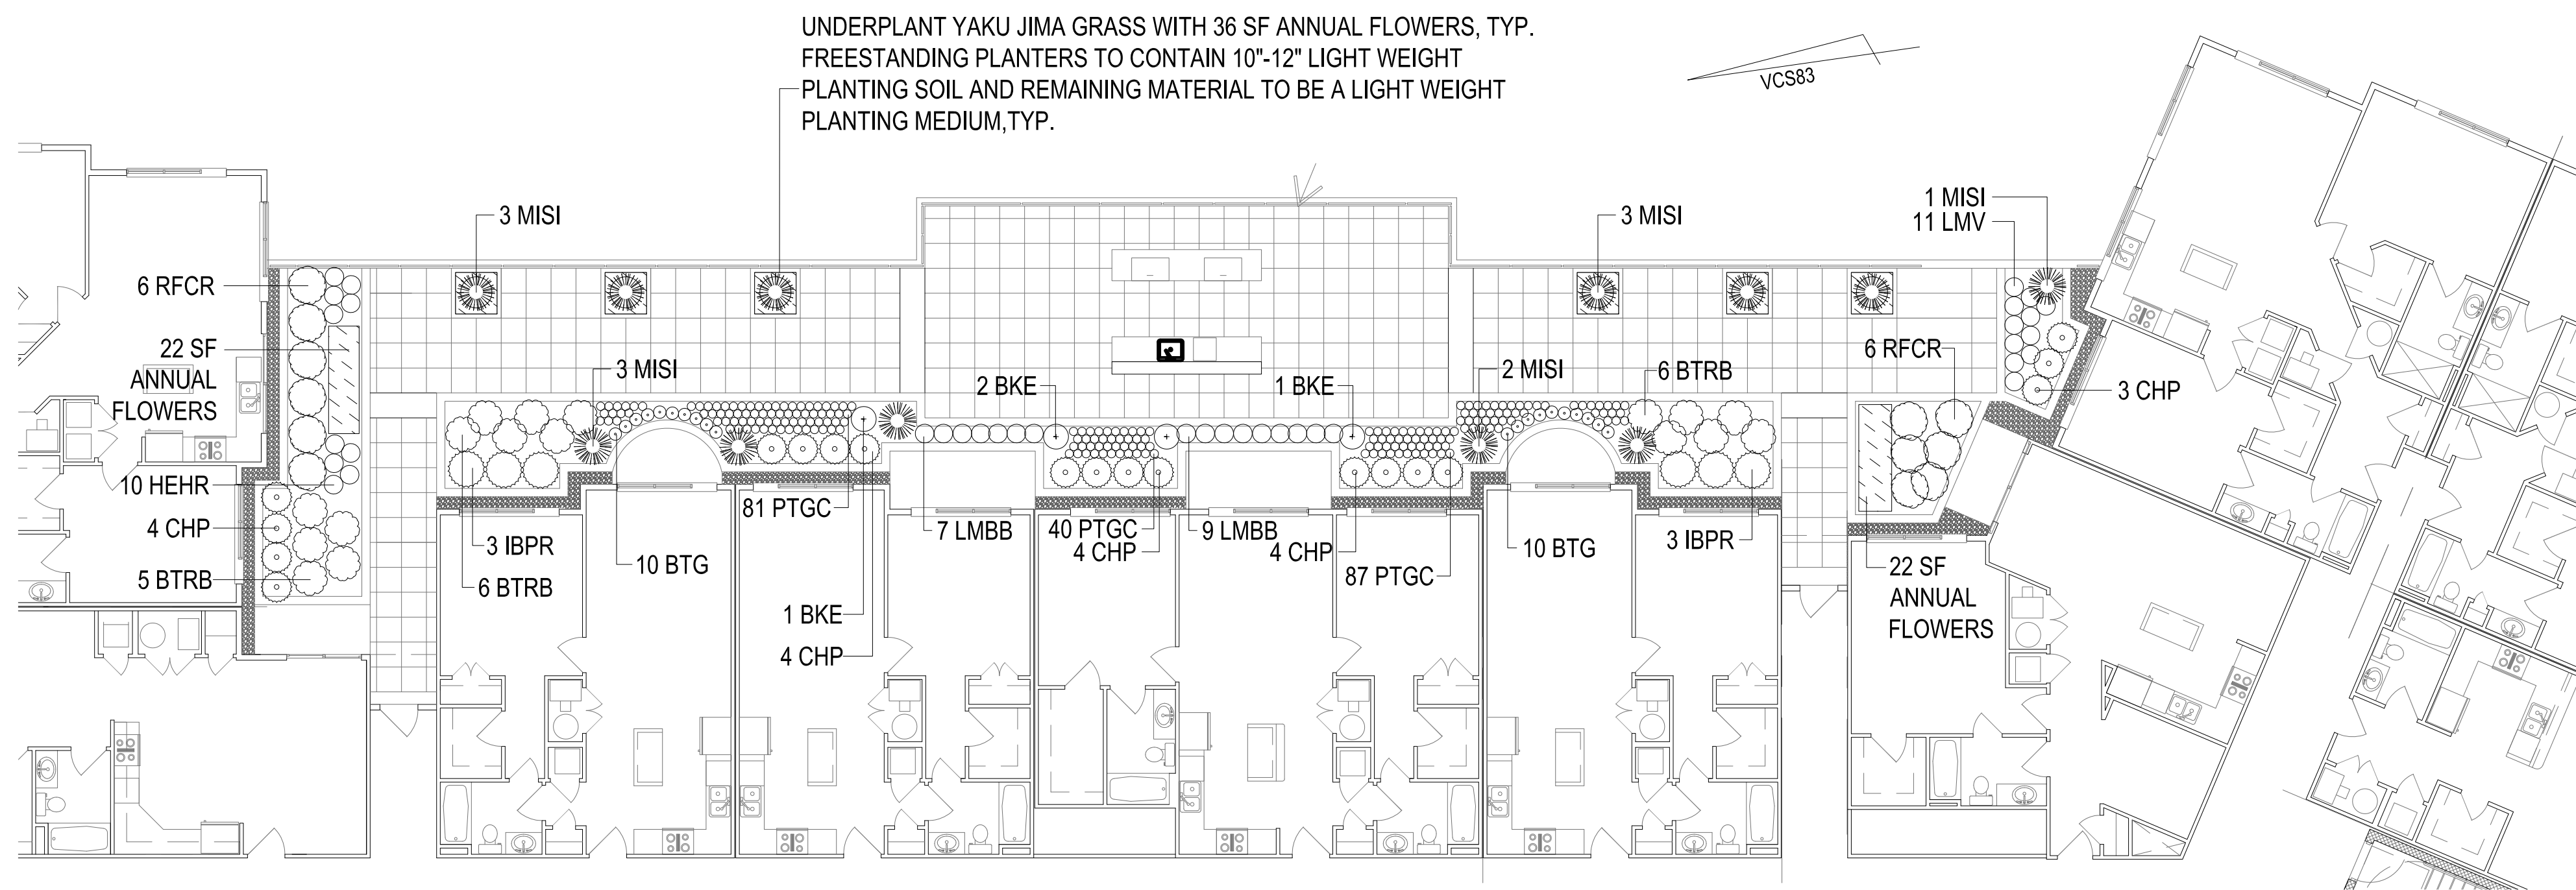 UNDERPLANT YAKU JIMA GRASS WITH 36 SF ANNUAL FLOWERS, TYP.
FREESTANDING PLANTERS TO CONTAIN 10"-12" LIGHT WEIGHT
PLANTING SOIL AND REMAINING MATERIAL TO BE A LIGHT WEIGHT
PLANTING MEDIUM,TYP.
VCS83
3 MISI
3 MISI
1 MISI
11 LMV
6 RFCR
22 SF
ANNUAL
FLOWERS
3 MISI
2 BKE
1 BKE
2 MISI
6 BTRB
6 RFCR
3 CHP
10 HEHR
4 CHP
5 BTRB
3 IBPR
6 BTRB
10 BTG
81 PTGC
1 BKE
4 CHP
7 LMBB
40 PTGC
4 CHP
9 LMBB
4 CHP
87 PTGC
10 BTG
3 IBPR
22 SF
ANNUAL
FLOWERS